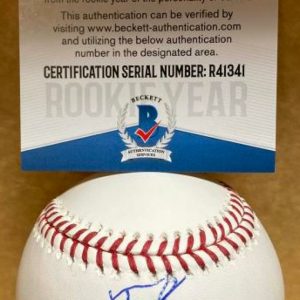 from the rookie year of the personality or
This authentication can be verified by
visiting www.beckett-authentication.com
and utilizing the below authentication
number in the designated area.
CERTIFICATION SERIAL NUMBER: R41341
ROOKIE YEAR
BECKETT
B
AUTHENTICATION
SERVICES